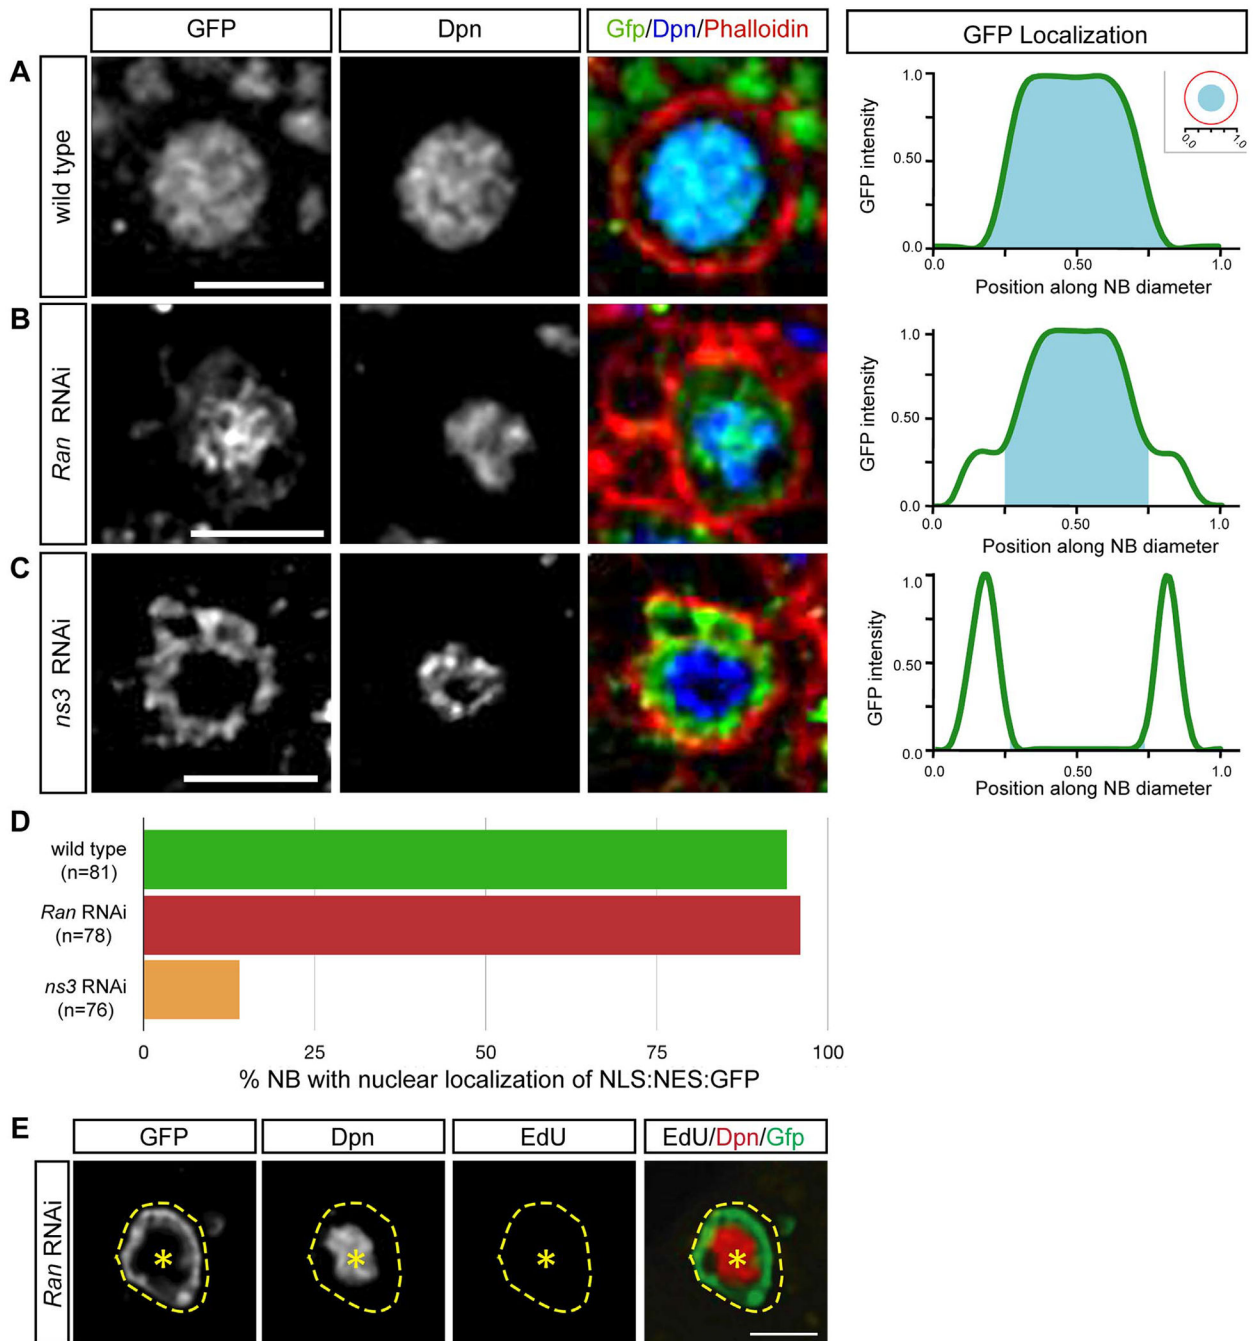 GFP
Dpn
Gfp/Dpn/Phalloidin
GFP Localization
A
wild type
1.0
0.50
0.0
GFP intensity
0.0
0.50
1.0
Position along NB diameter
0.0
1.0
B
Ran RNAi
1.0
0.50
0.0
GFP intensity
0.0
0.50
1.0
Position along NB diameter
C
ns3 RNAi
1.0
0.50
0.0
GFP intensity
0.0
0.50
1.0
Position along NB diameter
D
wild type
(n=81)
Ran RNAi
(n=78)
ns3 RNAi
(n=76)
0
25
50
75
100
% NB with nuclear localization of NLS:NES:GFP
E
GFP
Dpn
EdU
EdU/Dpn/Gfp
Ran RNAi
*
*
*
*